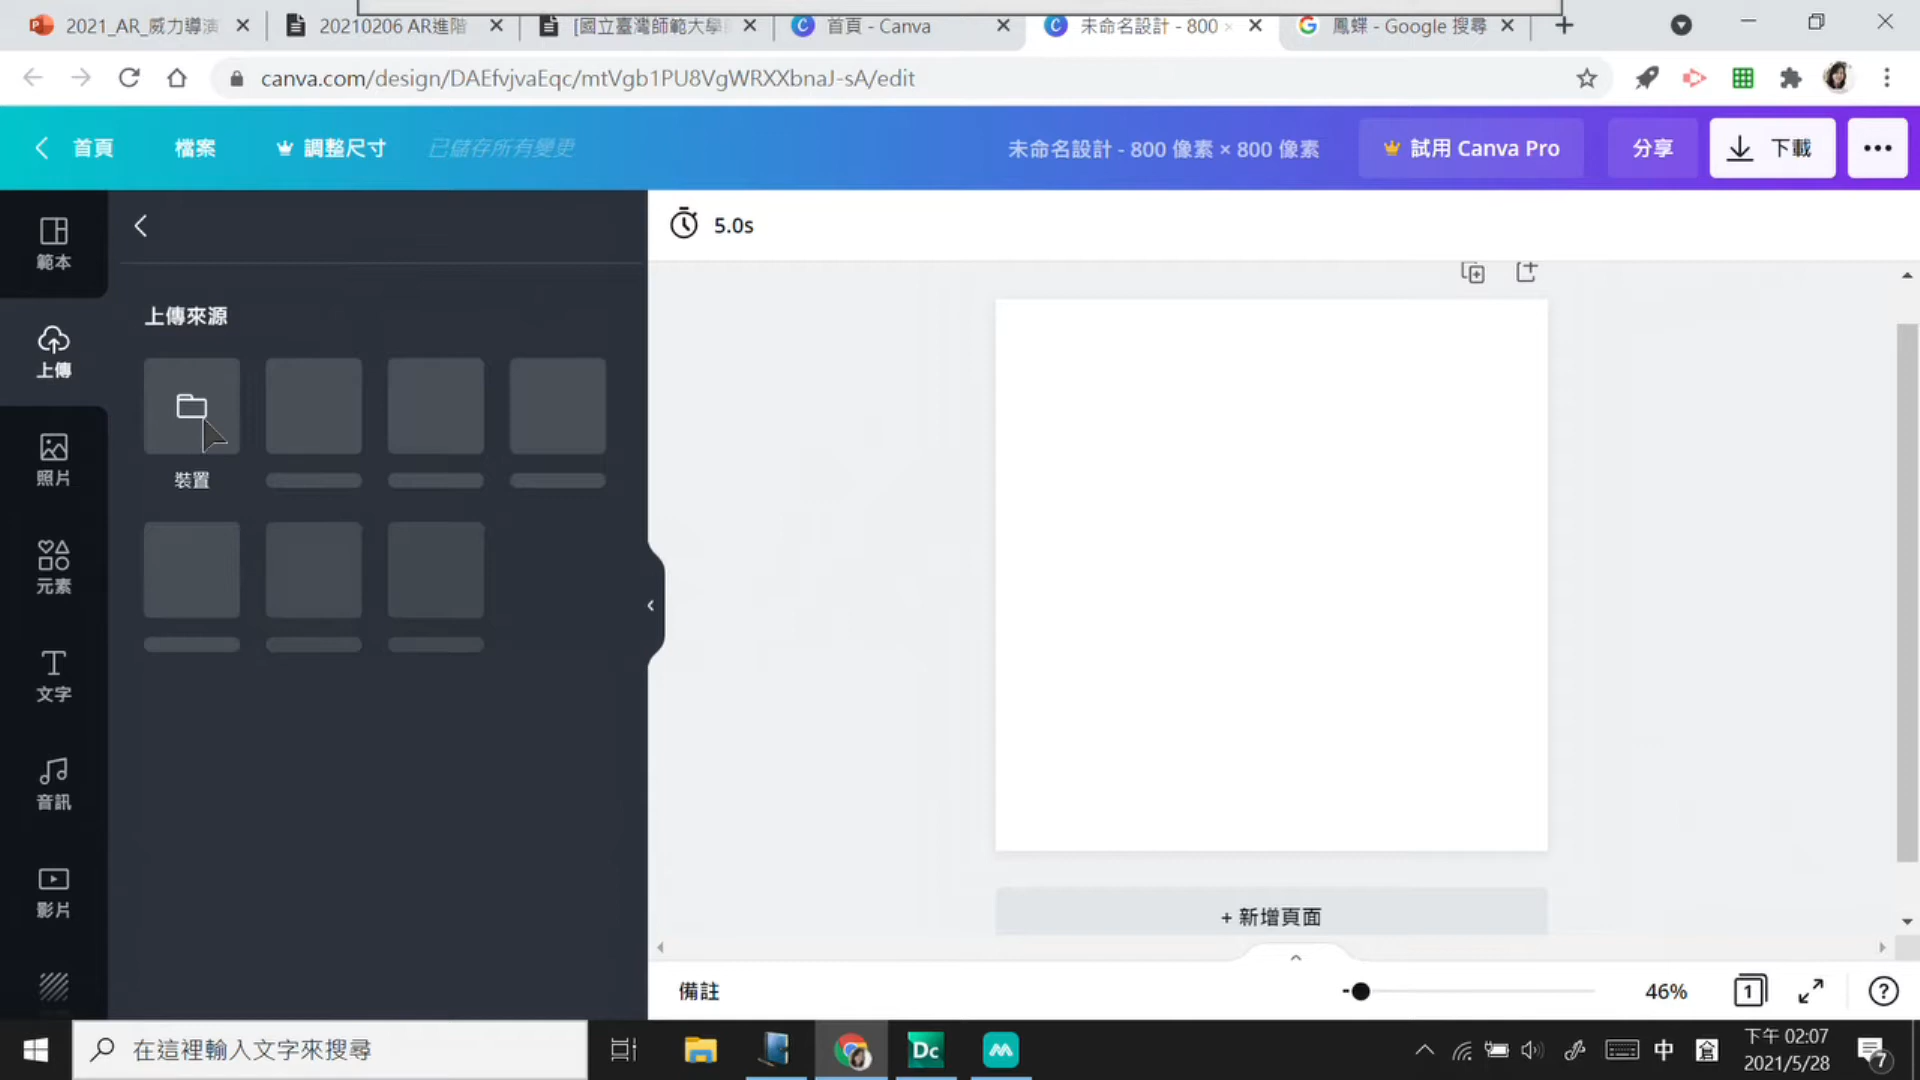 2021_AR_威力導演
20210206 AR進階
[國立臺灣師範大學
首頁 - Canva
未命名設計 - 800 ×
鳳蝶 - Google 搜尋
canva.com/design/DAEfvjvaEqc/mtVgb1PU8VgWRXXbnaJ-sA/edit
首頁
檔案
調整尺寸
已儲存所有變更
未命名設計 - 800 像素 × 800 像素
試用 Canva Pro
分享
下載
範本
上傳
照片
元素
文字
音訊
影片
上傳來源
裝置
5.0s
+ 新增頁面
備註
46%
1
?
在這裡輸入文字來搜尋
Dc
中
倉
下午 02:07
2021/5/28
7